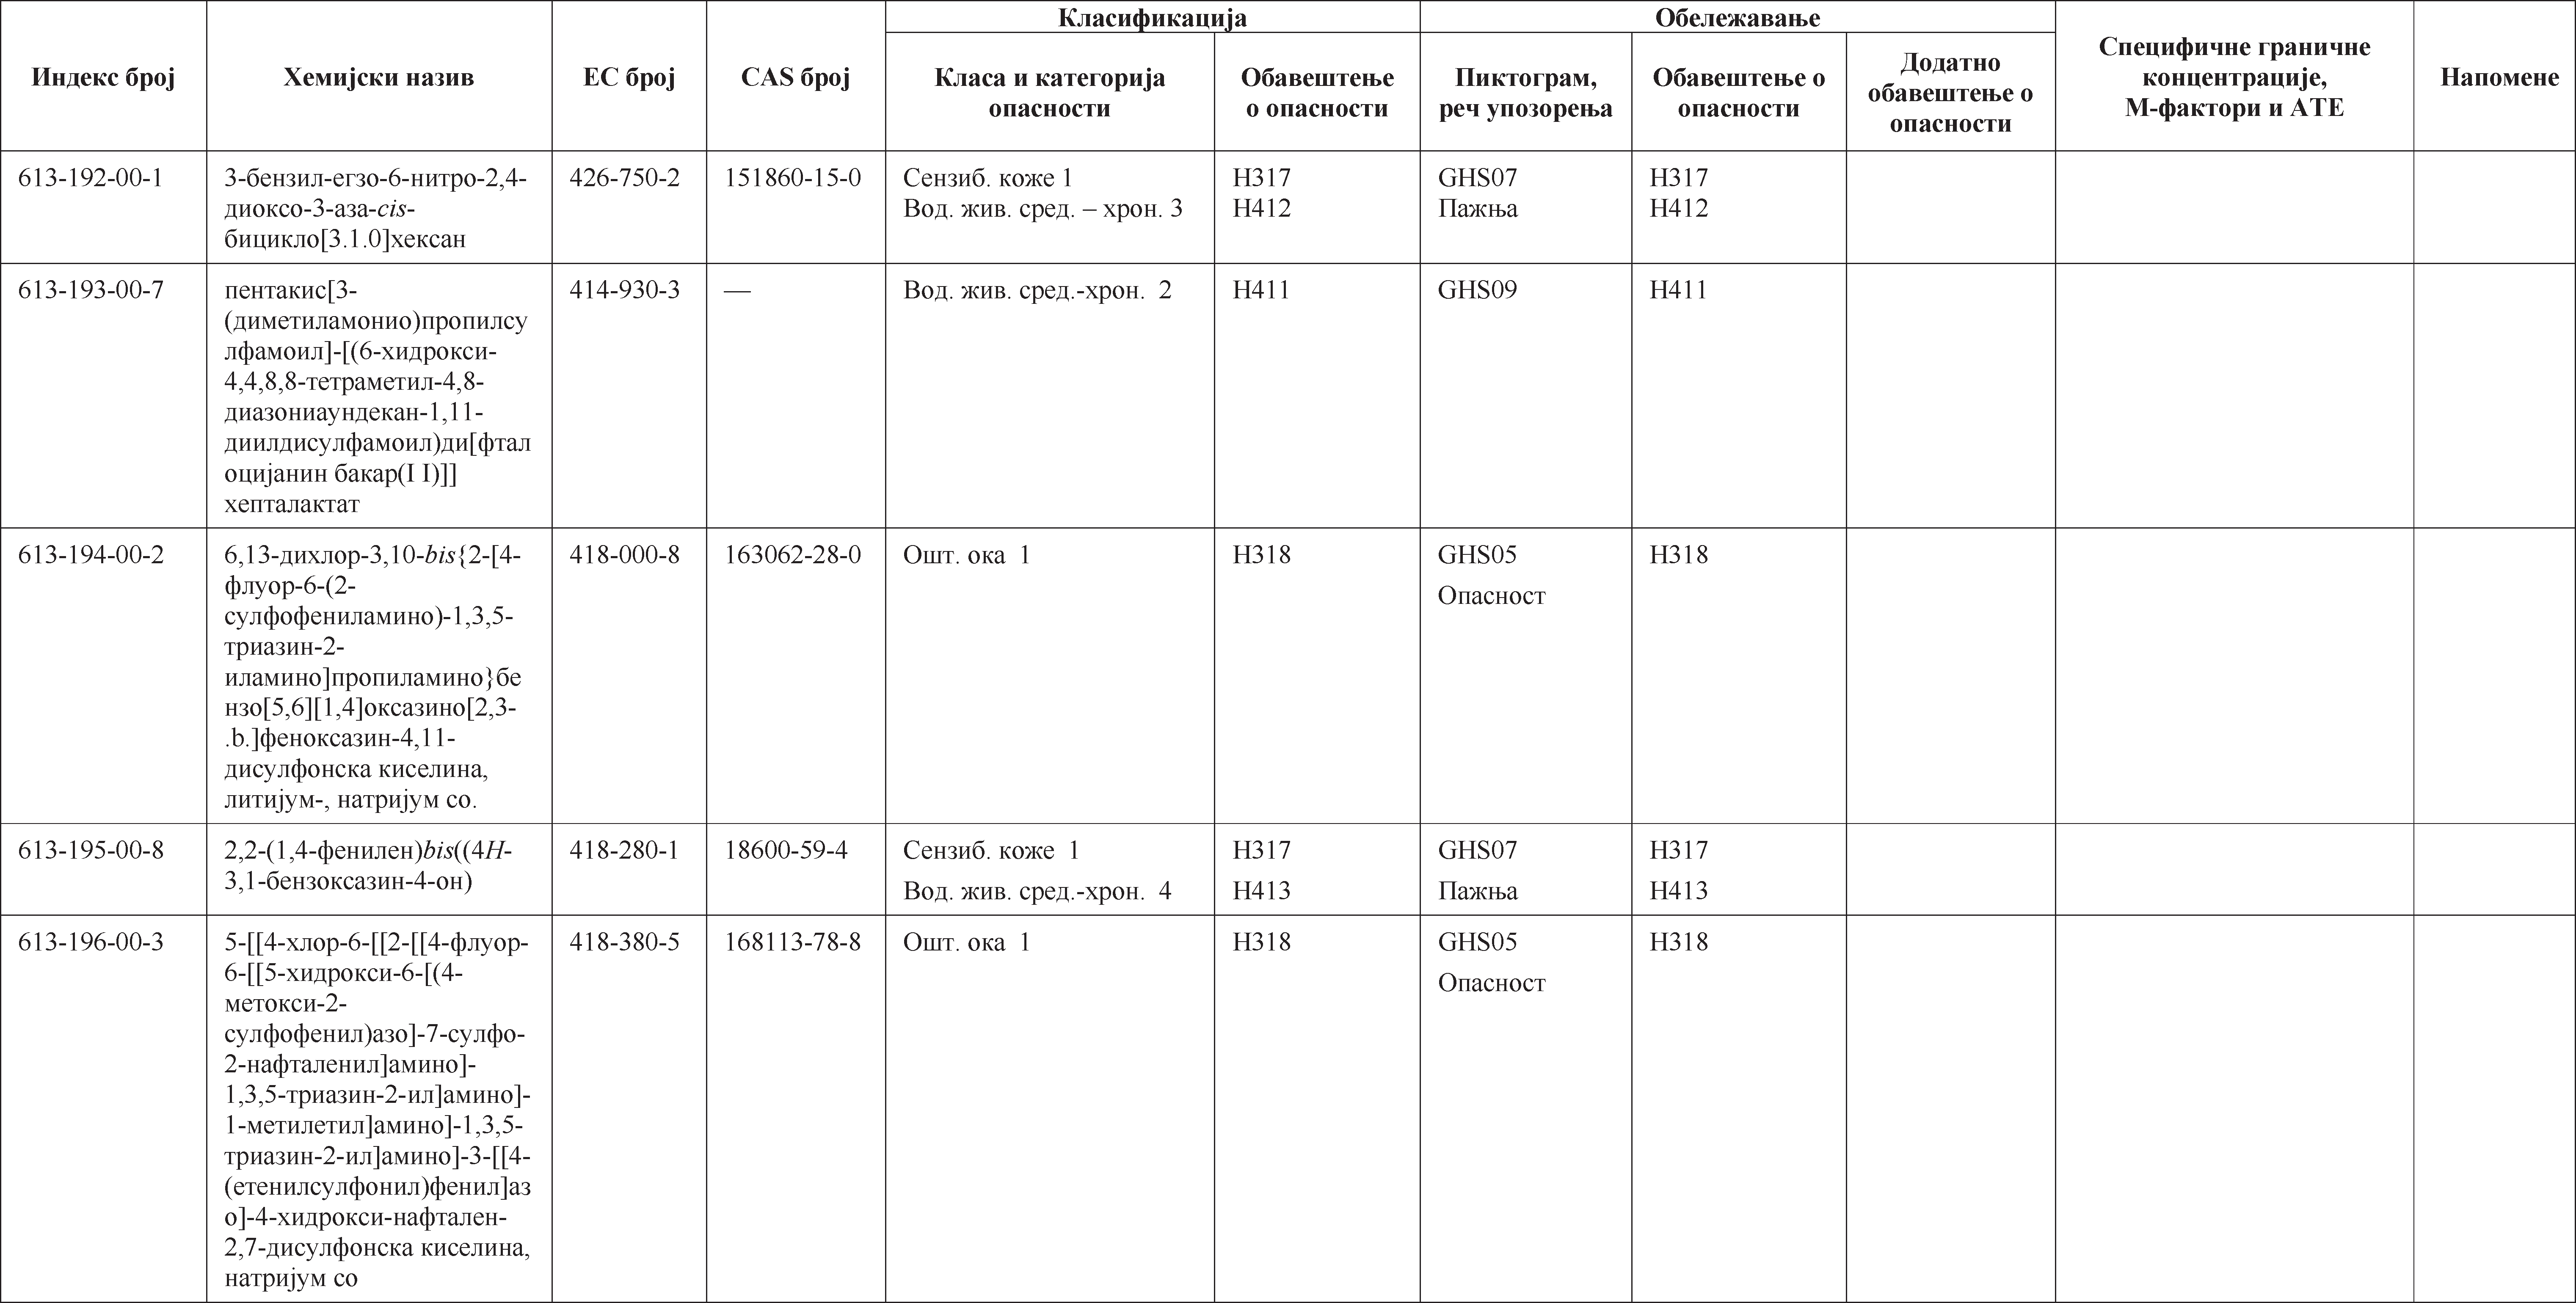 Класификација
Обележавање
Индекс број
Хемијски назив
ЕС број
CAS број
Класа и категорија
опасности
Обавештење
о опасности
Пиктограм,
реч упозорења
Обавештење о
опасности
Додатно
обавештење о
опасности
Специфичне граничне
концентрације,
М-фактори и АТЕ
Напомене
613-192-00-1
3-бензил-егзо-6-нитро-2,4-
диоксо-3-аза-cis-
бицикло[3.1.0]хексан
426-750-2
151860-15-0
Сензиб. коже 1
Вод. жив. сред. – хрон. 3
H317
H412
GHS07
Пажња
H317
H412
613-193-00-7
пентакис[3-
(диметиламонио)пропилсу
лфамоил]-[(6-хидрокси-
4,4,8,8-тетраметил-4,8-
диазониаундекан-1,11-
диилдисулфамоил)ди[фтал
оцијанин бакар(I I)]]
хепталактат
414-930-3
—
Вод. жив. сред.-хрон. 2
H411
GHS09
H411
613-194-00-2
6,13-дихлор-3,10-bis{2-[4-
флуор-6-(2-
сулфофениламино)-1,3,5-
триазин-2-
иламино]пропиламино}бе
нзо[5,6][1,4]оксазино[2,3-
.b.]феноксазин-4,11-
дисулфонска киселина,
литијум-, натријум со.
418-000-8
163062-28-0
Ошт. ока 1
H318
GHS05
Опасност
H318
613-195-00-8
2,2-(1,4-фенилен)bis((4H-
3,1-бензоксазин-4-он)
418-280-1
18600-59-4
Сензиб. коже 1
Вод. жив. сред.-хрон. 4
H317
H413
GHS07
Пажња
H317
H413
613-196-00-3
5-[[4-хлор-6-[[2-[[4-флуор-
6-[[5-хидрокси-6-[(4-
метокси-2-
сулфофенил)азо]-7-сулфо-
2-нафталенил]амино]-
1,3,5-триазин-2-ил]амино]-
1-метилетил]амино]-1,3,5-
триазин-2-ил]амино]-3-[[4-
(етенилсулфонил)фенил]аз
о]-4-хидрокси-нафтален-
2,7-дисулфонска киселина,
натријум со
418-380-5
168113-78-8
Ошт. ока 1
H318
GHS05
Опасност
H318